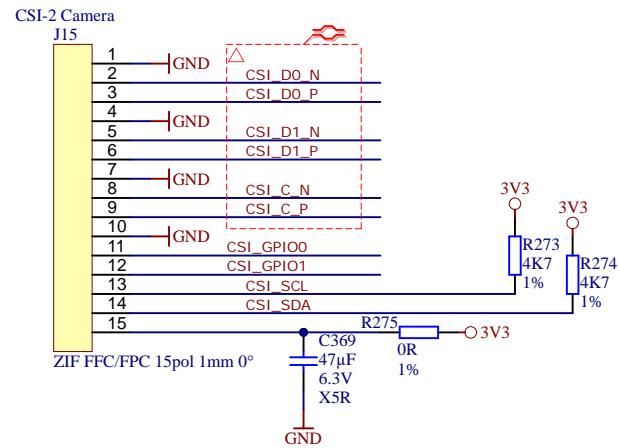 CSI-2 Camera
J15
1
GND
2
CSI_D0_N
3
CSI_D0_P
4
GND
5
CSI_D1_N
6
CSI_D1_P
7
GND
8
CSI_C_N
9
CSI_C_P
10
GND
11
CSI_GPIO0
12
CSI_GPIO1
13
CSI_SCL
14
CSI_SDA
15
ZIF FFC/FPC 15pol 1mm 0°
3V3
R273
4K7
1%
3V3
R274
4K7
1%
R275
0R
1%
3V3
C369
47µF
6.3V
X5R
GND